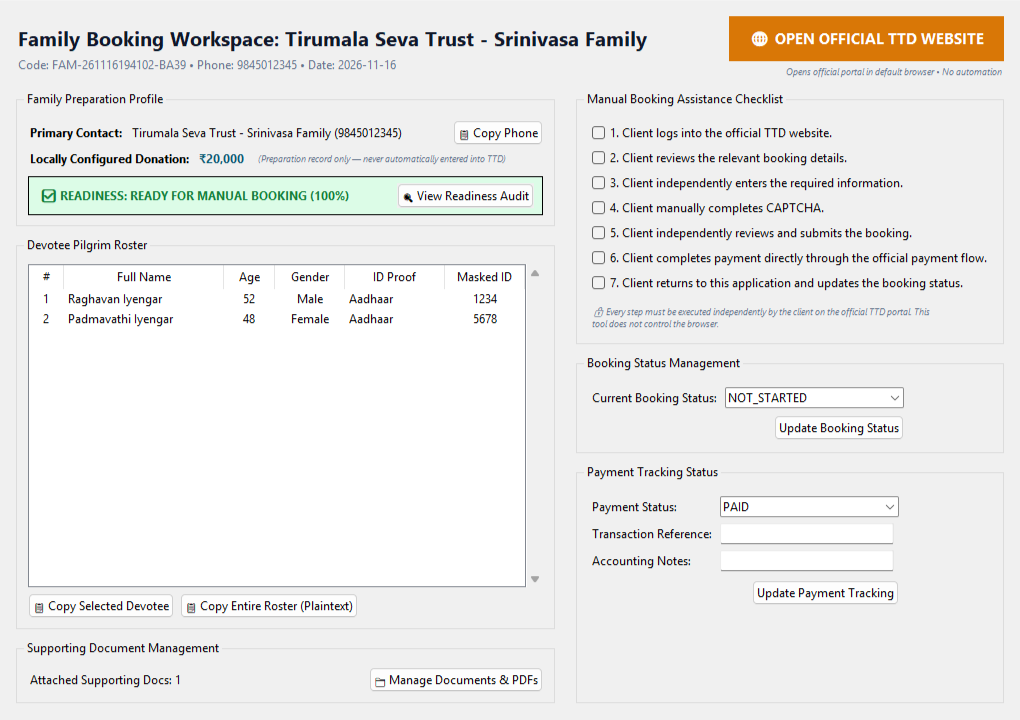 Family Booking Workspace: Tirumala Seva Trust - Srinivasa Family
Code: FAM-261116194102-BA39 • Phone: 9845012345 • Date: 2026-11-16
OPEN OFFICIAL TTD WEBSITE
Opens official portal in default browser • No automation
Family Preparation Profile
Primary Contact: Tirumala Seva Trust - Srinivasa Family (9845012345)
Copy Phone
Locally Configured Donation: ₹20,000 (Preparation record only — never automatically entered into TTD)
READINESS: READY FOR MANUAL BOOKING (100%)
View Readiness Audit
Devotee Pilgrim Roster
# Full Name Age Gender ID Proof Masked ID
1 Raghavan Iyengar 52 Male Aadhaar 1234
2 Padmavathi Iyengar 48 Female Aadhaar 5678
Copy Selected Devotee
Copy Entire Roster (Plaintext)
Supporting Document Management
Attached Supporting Docs: 1
Manage Documents & PDFs
Manual Booking Assistance Checklist
1. Client logs into the official TTD website.
2. Client reviews the relevant booking details.
3. Client independently enters the required information.
4. Client manually completes CAPTCHA.
5. Client independently reviews and submits the booking.
6. Client completes payment directly through the official payment flow.
7. Client returns to this application and updates the booking status.
Every step must be executed independently by the client on the official TTD portal. This
tool does not control the browser.
Booking Status Management
Current Booking Status: NOT_STARTED
Update Booking Status
Payment Tracking Status
Payment Status: PAID
Transaction Reference:
Accounting Notes:
Update Payment Tracking